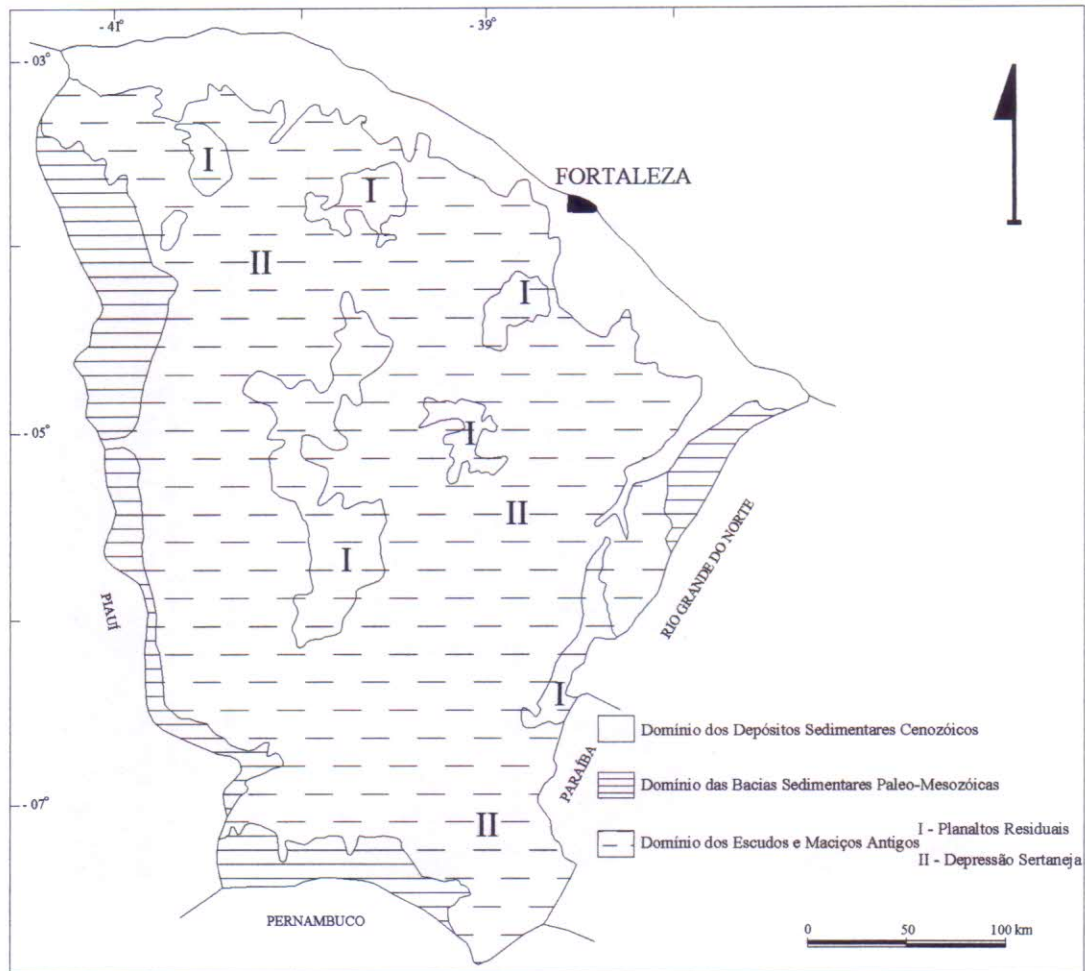 - 41° - 39°
- 03°
FORTALEZA
I
I
II
I
- 05°
I
II
I
PIAUÍ
RIO GRANDE DO NORTE
I
Domínio dos Depósitos Sedimentares Cenozóicos
PARAÍBA
Domínio das Bacias Sedimentares Paleo-Mesozóicas
- 07°
II
Domínio dos Escudos e Maciços Antigos
I - Planaltos Residuais
II - Depressão Sertaneja
PERNAMBUCO
0 50 100 km